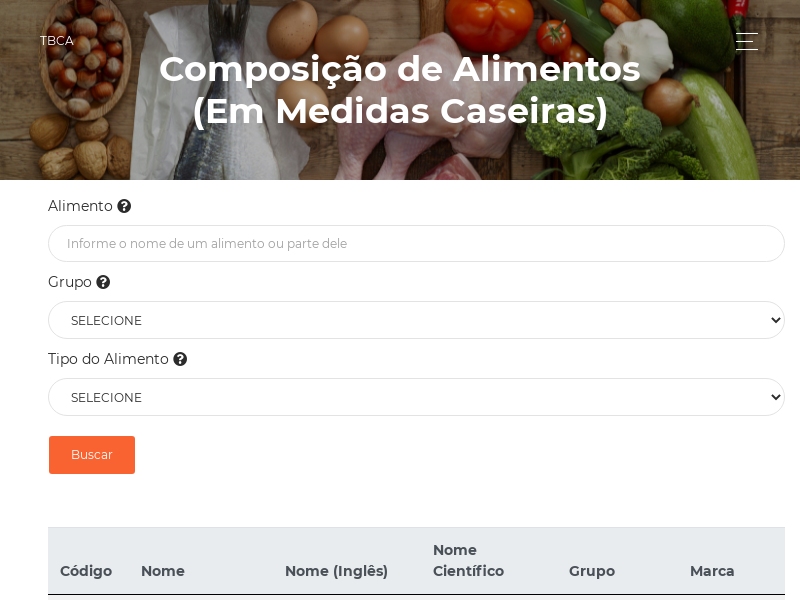 TBCA
Composição de Alimentos
(Em Medidas Caseiras)
Alimento
Informe o nome de um alimento ou parte dele
Grupo
SELECIONE
Tipo do Alimento
SELECIONE
Buscar
Código Nome Nome (Inglês) Nome Científico Grupo Marca